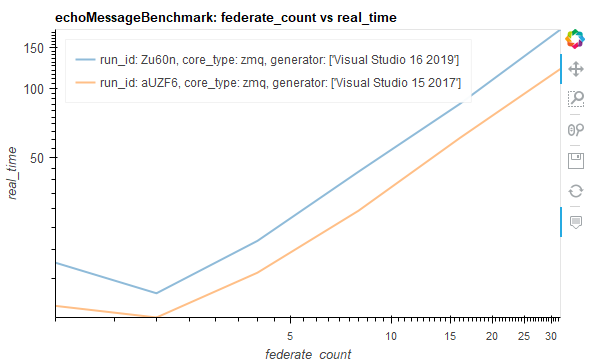 echoMessageBenchmark: federate_count vs real_time
run_id: Zu60n, core_type: zmq, generator: ['Visual Studio 16 2019']
run_id: aUZF6, core_type: zmq, generator: ['Visual Studio 15 2017']
150
100
50
real_time
5
10
15
20
25
30
federate_count